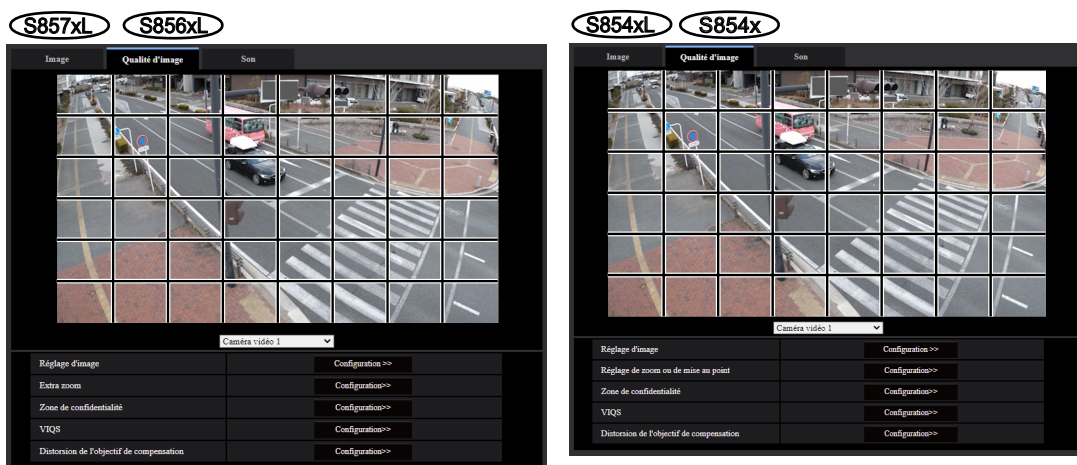 S857xL S856xL
Image Qualité d'image Son
Caméra vidéo 1
Réglage d'image Configuration >>
Extra zoom Configuration>>
Zone de confidentialité Configuration>>
VIQS Configuration>>
Distorsion de l'objectif de compensation Configuration>>
S854xL S854x
Image Qualité d'image Son
Caméra vidéo 1
Réglage d'image Configuration >>
Réglage de zoom ou de mise au point Configuration>>
Zone de confidentialité Configuration>>
VIQS Configuration>>
Distorsion de l'objectif de compensation Configuration>>